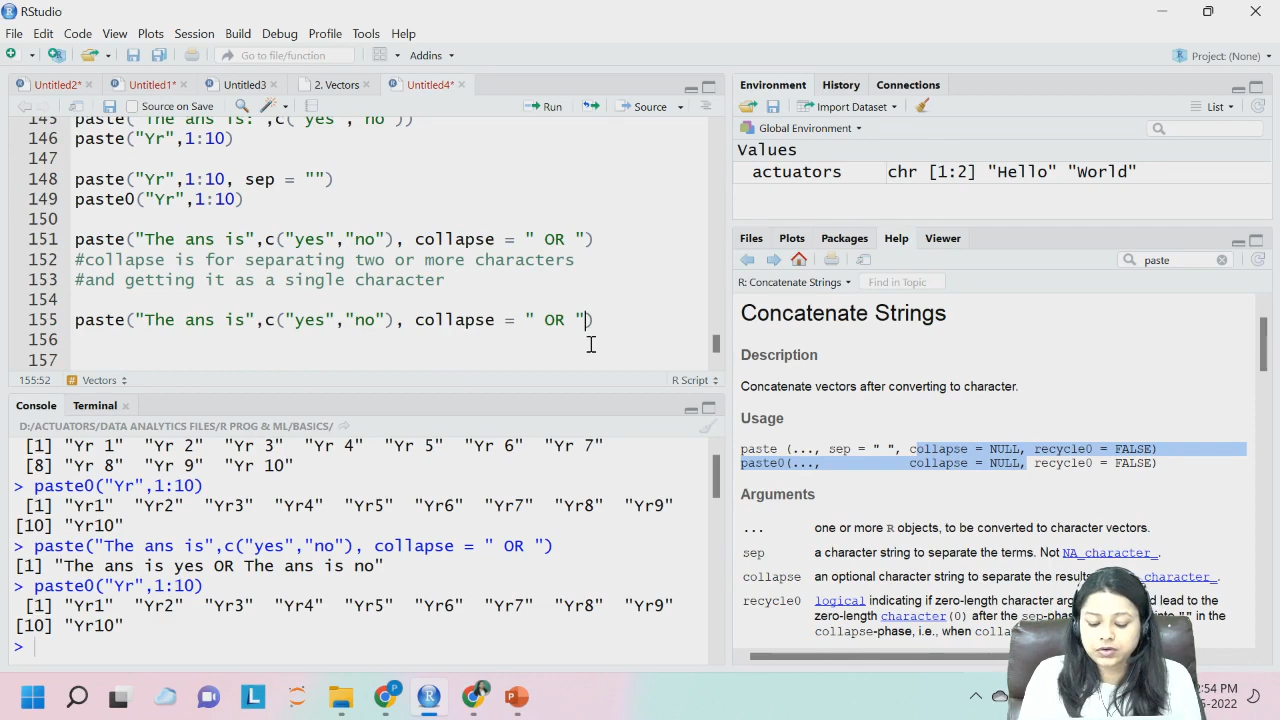 RStudio
File Edit Code View Plots Session Build Debug Profile Tools Help
Go to file/function Addins Project: (None)
Untitled2* Untitled1* Untitled3 2. Vectors Untitled4*
Source on Save Run Source
145 paste("The ans is:",c("yes","no"))
146 paste("Yr",1:10)
147
148 paste("Yr",1:10, sep = "")
149 paste0("Yr",1:10)
150
151 paste("The ans is",c("yes","no"), collapse = " OR ")
152 #collapse is for separating two or more characters
153 #and getting it as a single character
154
155 paste("The ans is",c("yes","no"), collapse = " OR ")
156
157
155:52 # Vectors R Script
Console Terminal
D:/ACTUATORS/DATA ANALYTICS FILES/R PROG & ML/BASICS/
[1] "Yr 1" "Yr 2" "Yr 3" "Yr 4" "Yr 5" "Yr 6" "Yr 7"
[8] "Yr 8" "Yr 9" "Yr 10"
> paste0("Yr",1:10)
[1] "Yr1" "Yr2" "Yr3" "Yr4" "Yr5" "Yr6" "Yr7" "Yr8" "Yr9"
[10] "Yr10"
> paste("The ans is",c("yes","no"), collapse = " OR ")
[1] "The ans is yes OR The ans is no"
> paste0("Yr",1:10)
[1] "Yr1" "Yr2" "Yr3" "Yr4" "Yr5" "Yr6" "Yr7" "Yr8" "Yr9"
[10] "Yr10"
>
Environment History Connections
Import Dataset List
Global Environment
Values
actuators chr [1:2] "Hello" "World"
Files Plots Packages Help Viewer
paste
R: Concatenate Strings Find in Topic
Concatenate Strings
Description
Concatenate vectors after converting to character.
Usage
paste (..., sep = " ", collapse = NULL, recycle0 = FALSE)
paste0(..., collapse = NULL, recycle0 = FALSE)
Arguments
... one or more R objects, to be converted to character vectors.
sep a character string to separate the terms. Not NA_character_.
collapse an optional character string to separate the results. character_.
recycle0 logical indicating if zero-length character lead to the
zero-length character(0) after the in the
collapse-phase, i.e., when
2:54 PM
-2022